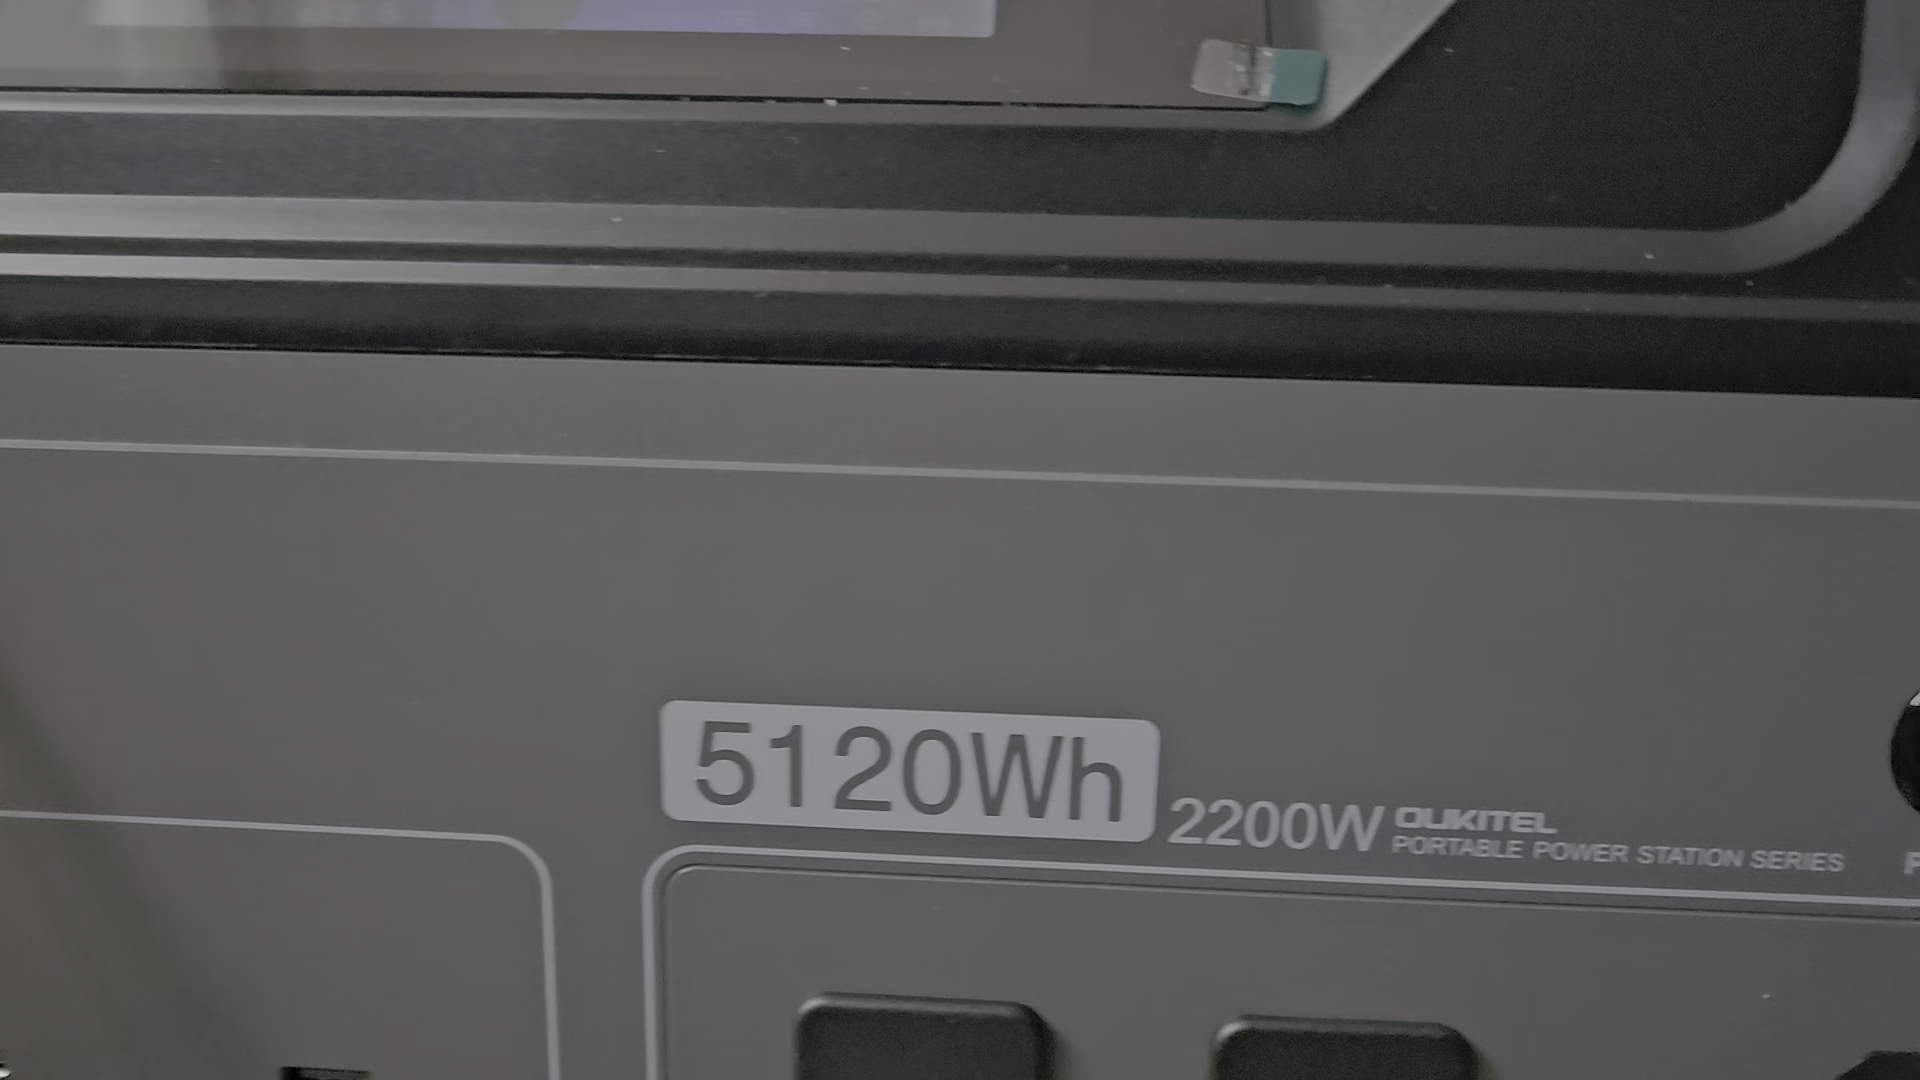 5120Wh
2200W
OUKITEL
PORTABLE POWER STATION SERIES